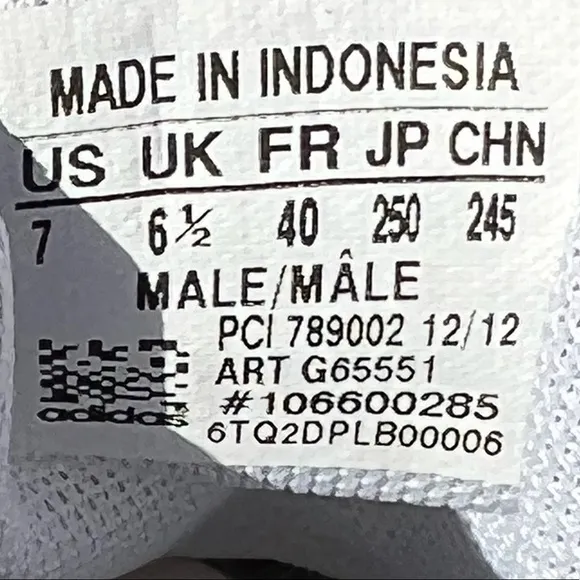 MADE IN INDONESIA
US UK FR JP CHN
7 6½ 40 250 245
MALE/MÂLE
PCI 789002 12/12
ART G65551
#106600285
adidas 6TQ2DPLB00006